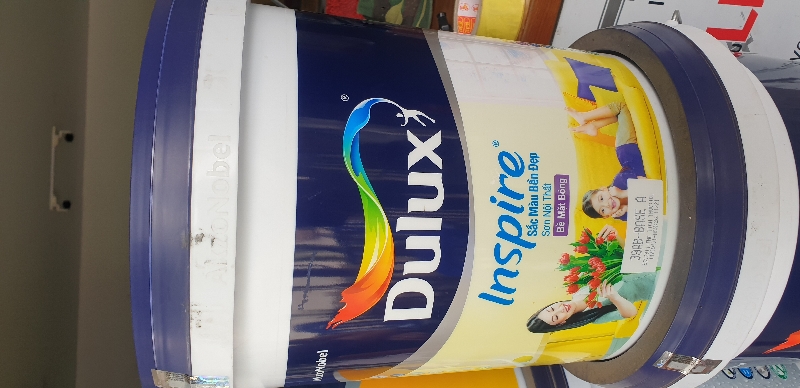 AkzoNobel
AkzoNobel
Dulux
®
Inspire®
Sắc Màu Bền Đẹp
Sơn Nội Thất
Bề Mặt Bóng
39AB-BASE A